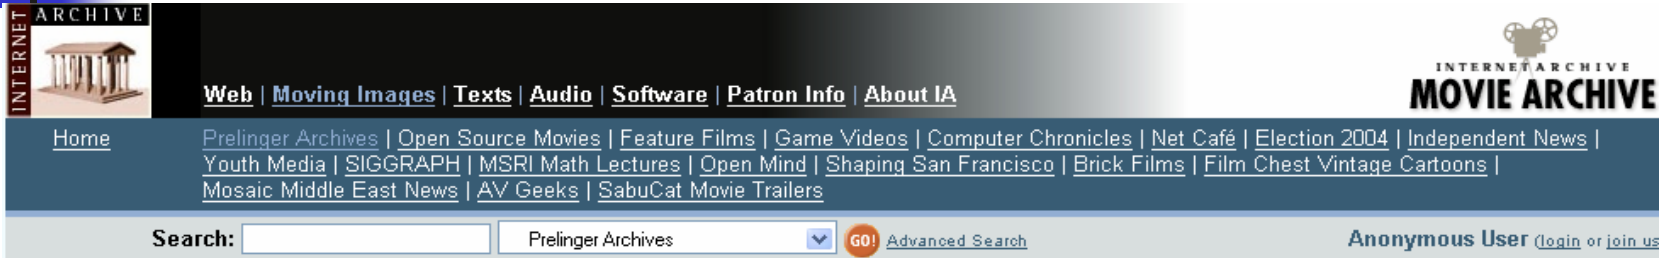 INTERNET ARCHIVE
INTERNET ARCHIVE
MOVIE ARCHIVE
Web | Moving Images | Texts | Audio | Software | Patron Info | About IA
Home
Prelinger Archives | Open Source Movies | Feature Films | Game Videos | Computer Chronicles | Net Café | Election 2004 | Independent News |
Youth Media | SIGGRAPH | MSRI Math Lectures | Open Mind | Shaping San Francisco | Brick Films | Film Chest Vintage Cartoons |
Mosaic Middle East News | AV Geeks | SabuCat Movie Trailers
Search: Prelinger Archives GO! Advanced Search Anonymous User (login or join us